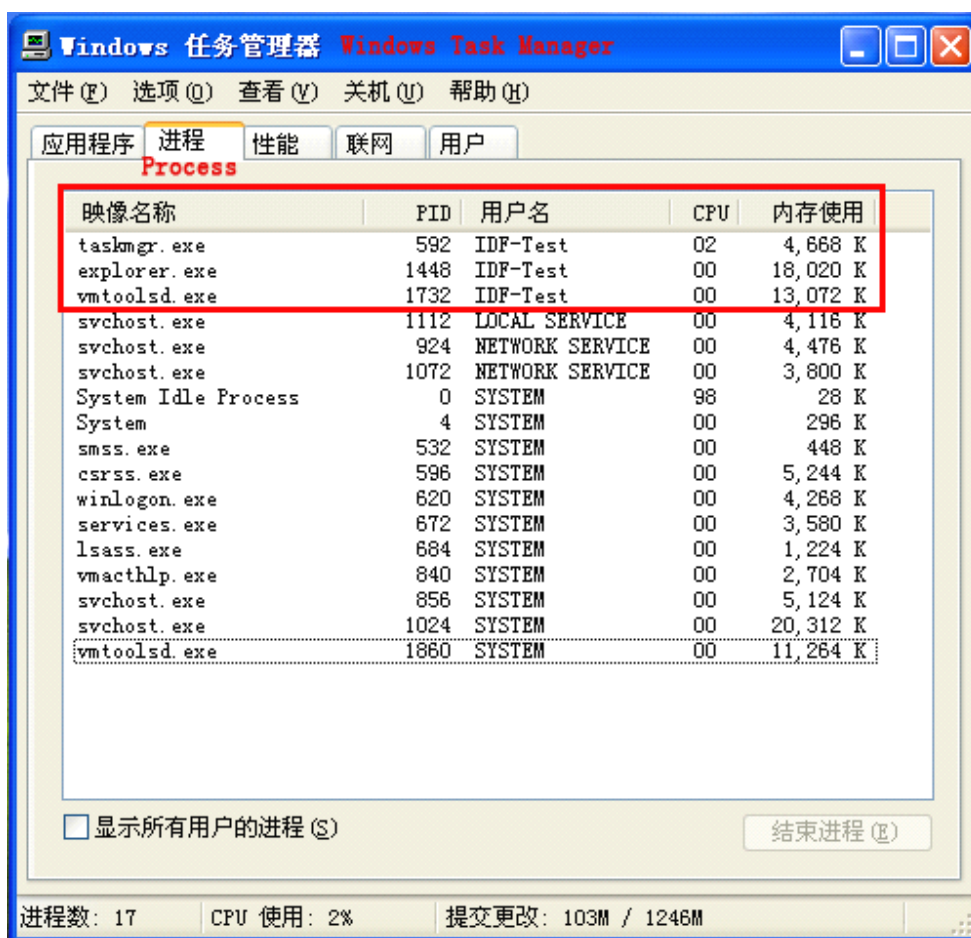 Windows 任务管理器 Windows Task Manager
文件(F) 选项(O) 查看(V) 关机(U) 帮助(H)
应用程序 进程 性能 联网 用户
Process
映像名称 PID 用户名 CPU 内存使用
taskmgr.exe 592 IDF-Test 02 4,668 K
explorer.exe 1448 IDF-Test 00 18,020 K
vmtoolsd.exe 1732 IDF-Test 00 13,072 K
svchost.exe 1112 LOCAL SERVICE 00 4,116 K
svchost.exe 924 NETWORK SERVICE 00 4,476 K
svchost.exe 1072 NETWORK SERVICE 00 3,800 K
System Idle Process 0 SYSTEM 98 28 K
System 4 SYSTEM 00 296 K
smss.exe 532 SYSTEM 00 448 K
csrss.exe 596 SYSTEM 00 5,244 K
winlogon.exe 620 SYSTEM 00 4,268 K
services.exe 672 SYSTEM 00 3,580 K
lsass.exe 684 SYSTEM 00 1,224 K
vmacthlp.exe 840 SYSTEM 00 2,704 K
svchost.exe 856 SYSTEM 00 5,124 K
svchost.exe 1024 SYSTEM 00 20,312 K
vmtoolsd.exe 1860 SYSTEM 00 11,264 K
显示所有用户的进程(S)
结束进程(E)
进程数: 17 CPU 使用: 2% 提交更改: 103M / 1246M